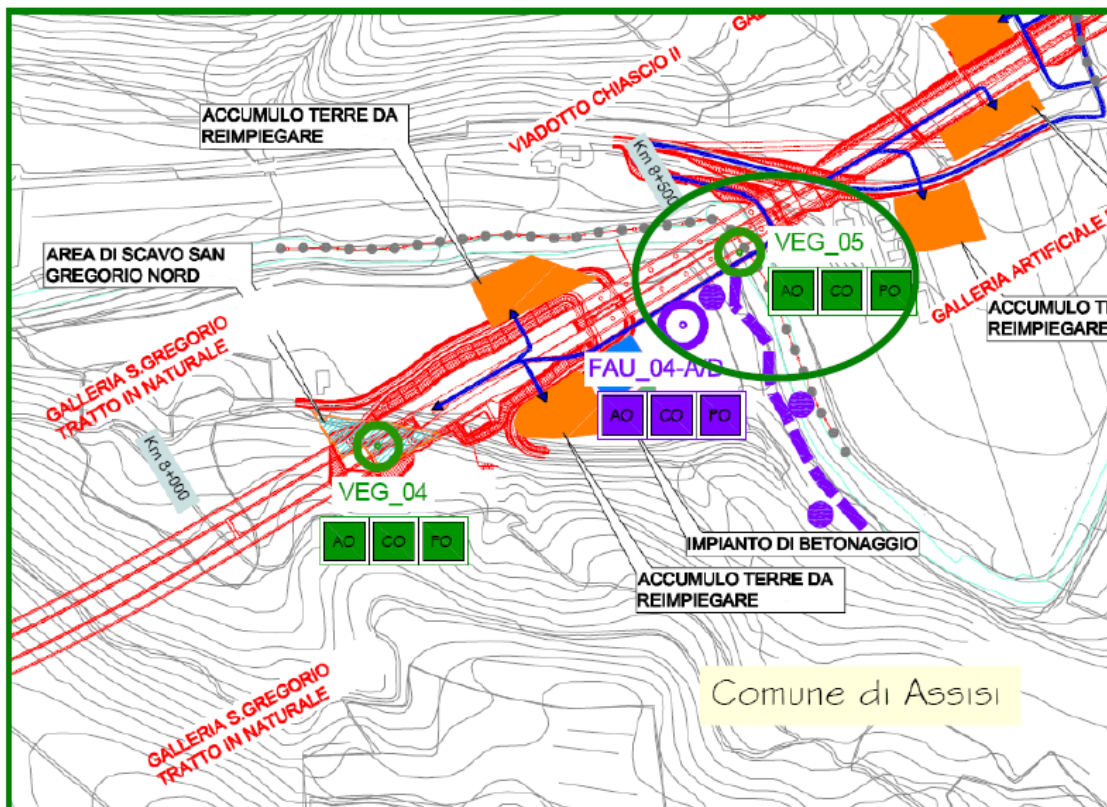 VIADOTTO CHIASCIO II
ACCUMULO TERRE DA
REIMPIEGARE
Km 8+500
AREA DI SCAVO SAN
GREGORIO NORD
VEG_05
AO CO PO
GALLERIA ARTIFICIALE
ACCUMULO TE
REIMPIEGARE
GALLERIA S.GREGORIO
TRATTO IN NATURALE
FAU_04-A/B
AO CO PO
Km 8+000
VEG_04
AO CO PO
IMPIANTO DI BETONAGGIO
ACCUMULO TERRE DA
REIMPIEGARE
GALLERIA S.GREGORIO
TRATTO IN NATURALE
Comune di Assisi